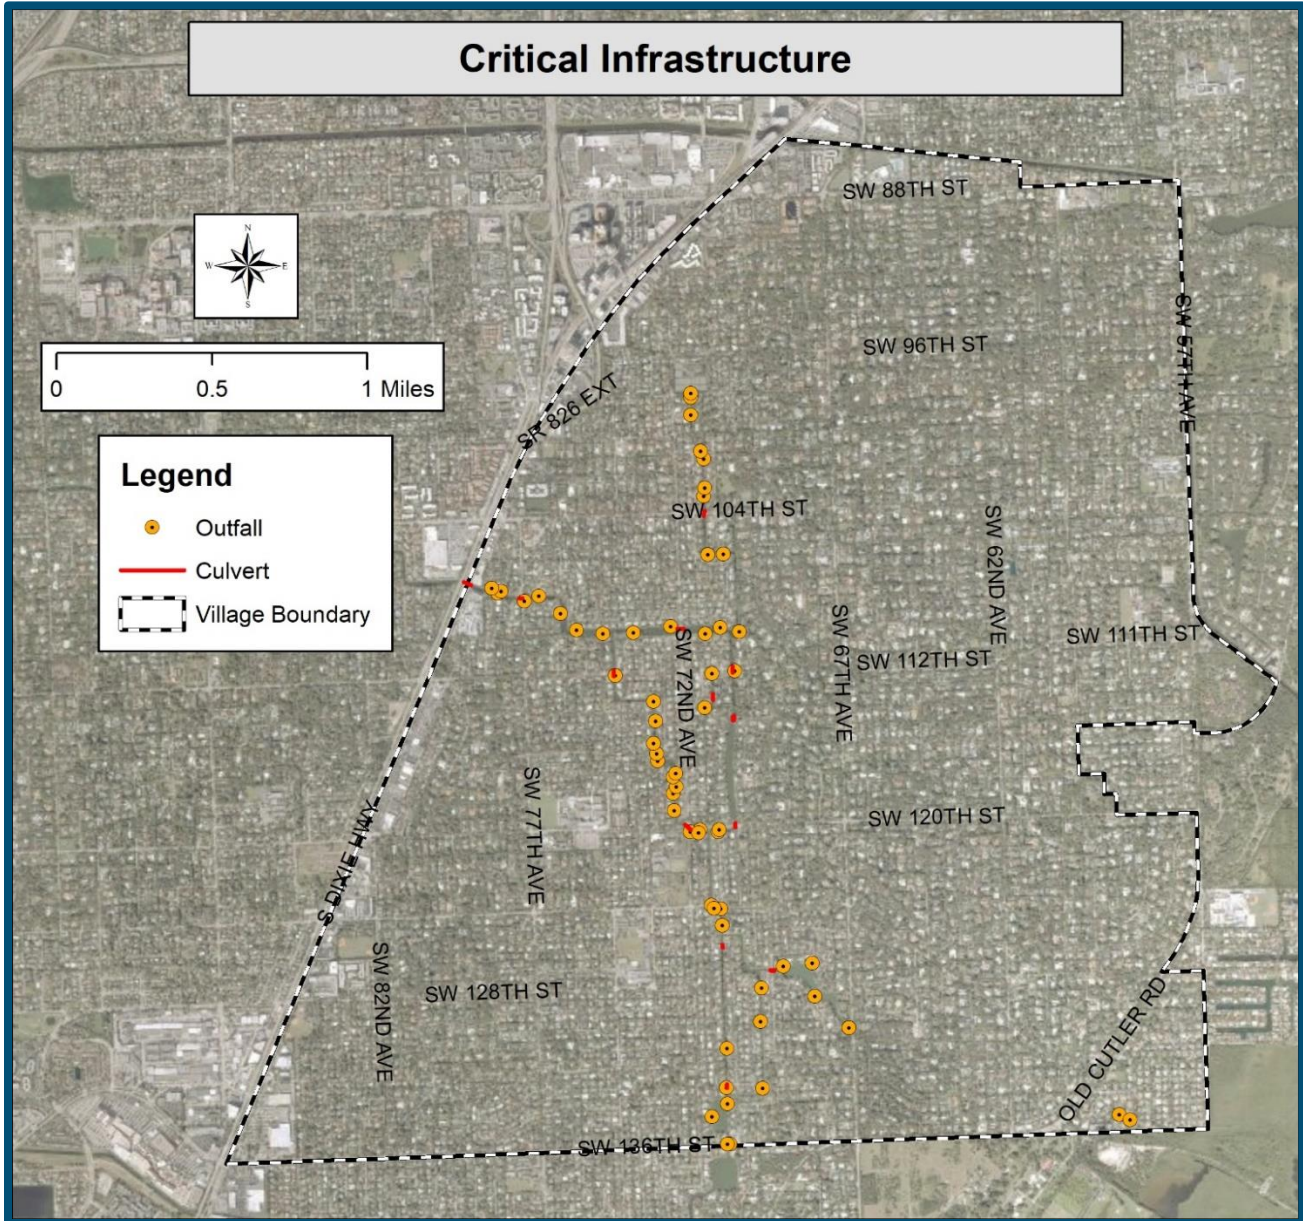 Critical Infrastructure
SW 88TH ST
N
W E
S
SW 57TH AVE
SW 96TH ST
0 0.5 1 Miles
SR 826 EXT
Legend
Outfall
Culvert
Village Boundary
SW 104TH ST
SW 62ND AVE
SW 111TH ST
SW 67TH AVE
SW 112TH ST
SW 72ND AVE
SW 77TH AVE
SW 120TH ST
S DIXIE HWY
SW 82ND AVE
SW 128TH ST
OLD CUTLER RD
SW 136TH ST